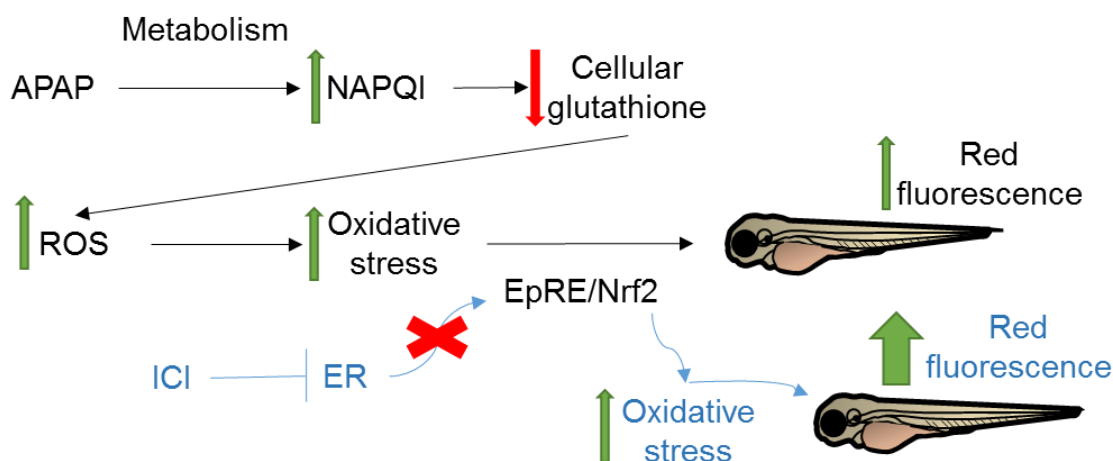 Metabolism
APAP
NAPQI
Cellular
glutathione
Red
fluorescence
ROS
Oxidative
stress
EpRE/Nrf2
ICI
ER
Red
fluorescence
Oxidative
stress